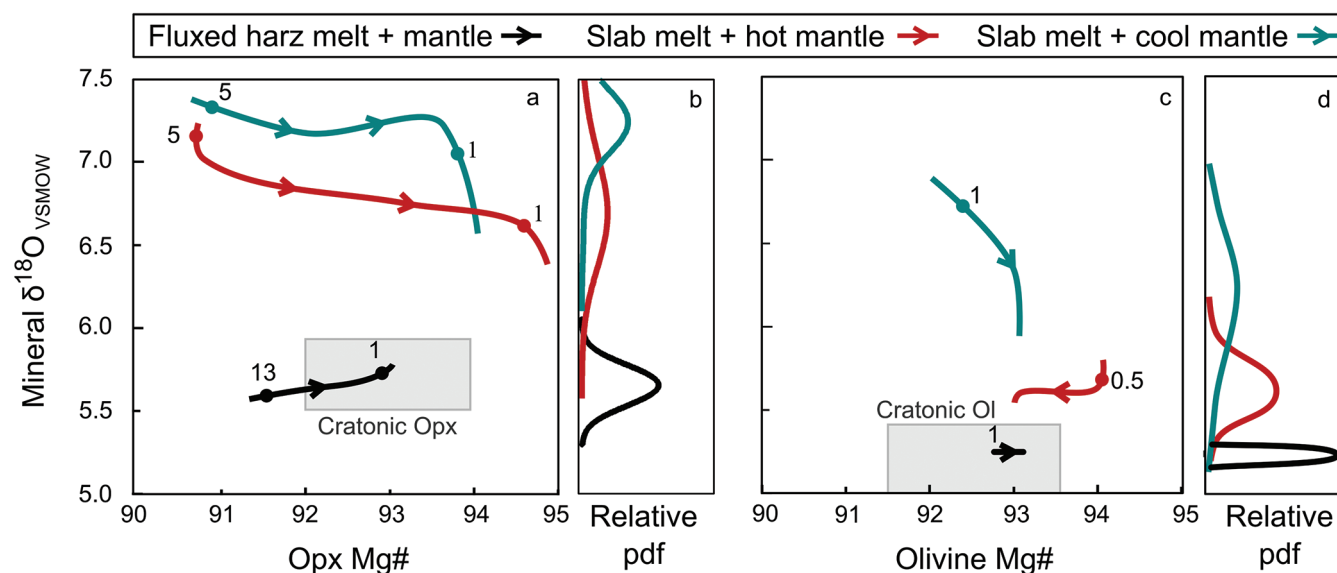 Fluxed harz melt + mantle Slab melt + hot mantle Slab melt + cool mantle
Mineral δ18O VSMOW
7.5
7.0
6.5
6.0
5.5
5.0
a
5
5
1
1
13
1
Cratonic Opx
90 91 92 93 94 95
Opx Mg#
b
Relative
pdf
c
1
0.5
Cratonic Ol
1
90 91 92 93 94 95
Olivine Mg#
d
Relative
pdf